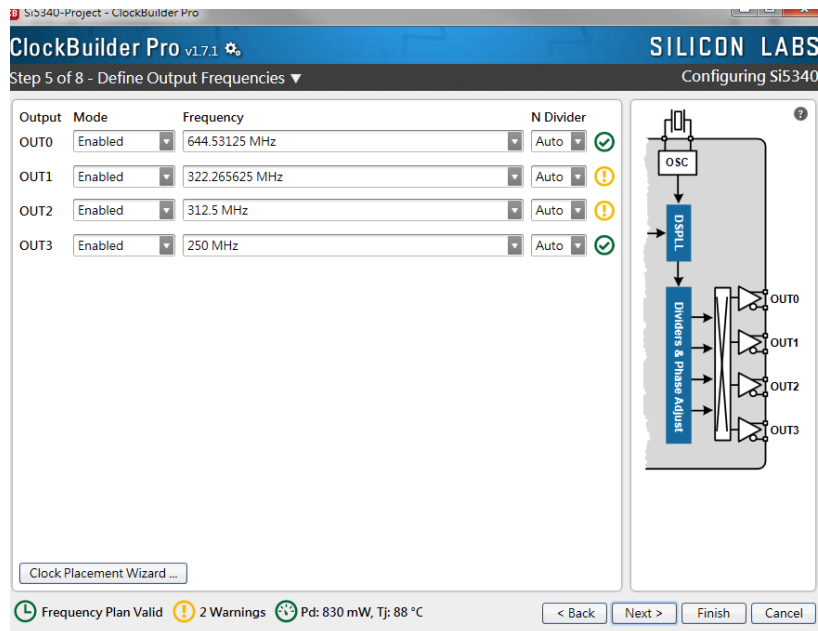 Si5340-Project - ClockBuilder Pro
ClockBuilder Pro v1.7.1 SILICON LABS
Step 5 of 8 - Define Output Frequencies ▼ Configuring Si5340
Output Mode Frequency N Divider
OUT0 Enabled 644.53125 MHz Auto
OUT1 Enabled 322.265625 MHz Auto
OUT2 Enabled 312.5 MHz Auto
OUT3 Enabled 250 MHz Auto
?
OSC
DSPLL
Dividers & Phase Adjust
OUT0
OUT1
OUT2
OUT3
Clock Placement Wizard ...
Frequency Plan Valid 2 Warnings Pd: 830 mW, Tj: 88 °C < Back Next > Finish Cancel